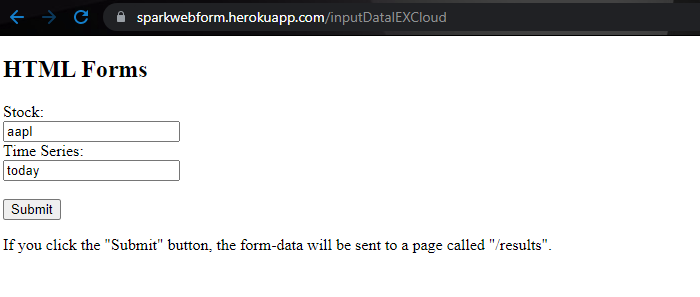 sparkwebform.herokuapp.com/inputDataIEXCloud
HTML Forms
Stock:
aapl
Time Series:
today
Submit
If you click the "Submit" button, the form-data will be sent to a page called "/results".